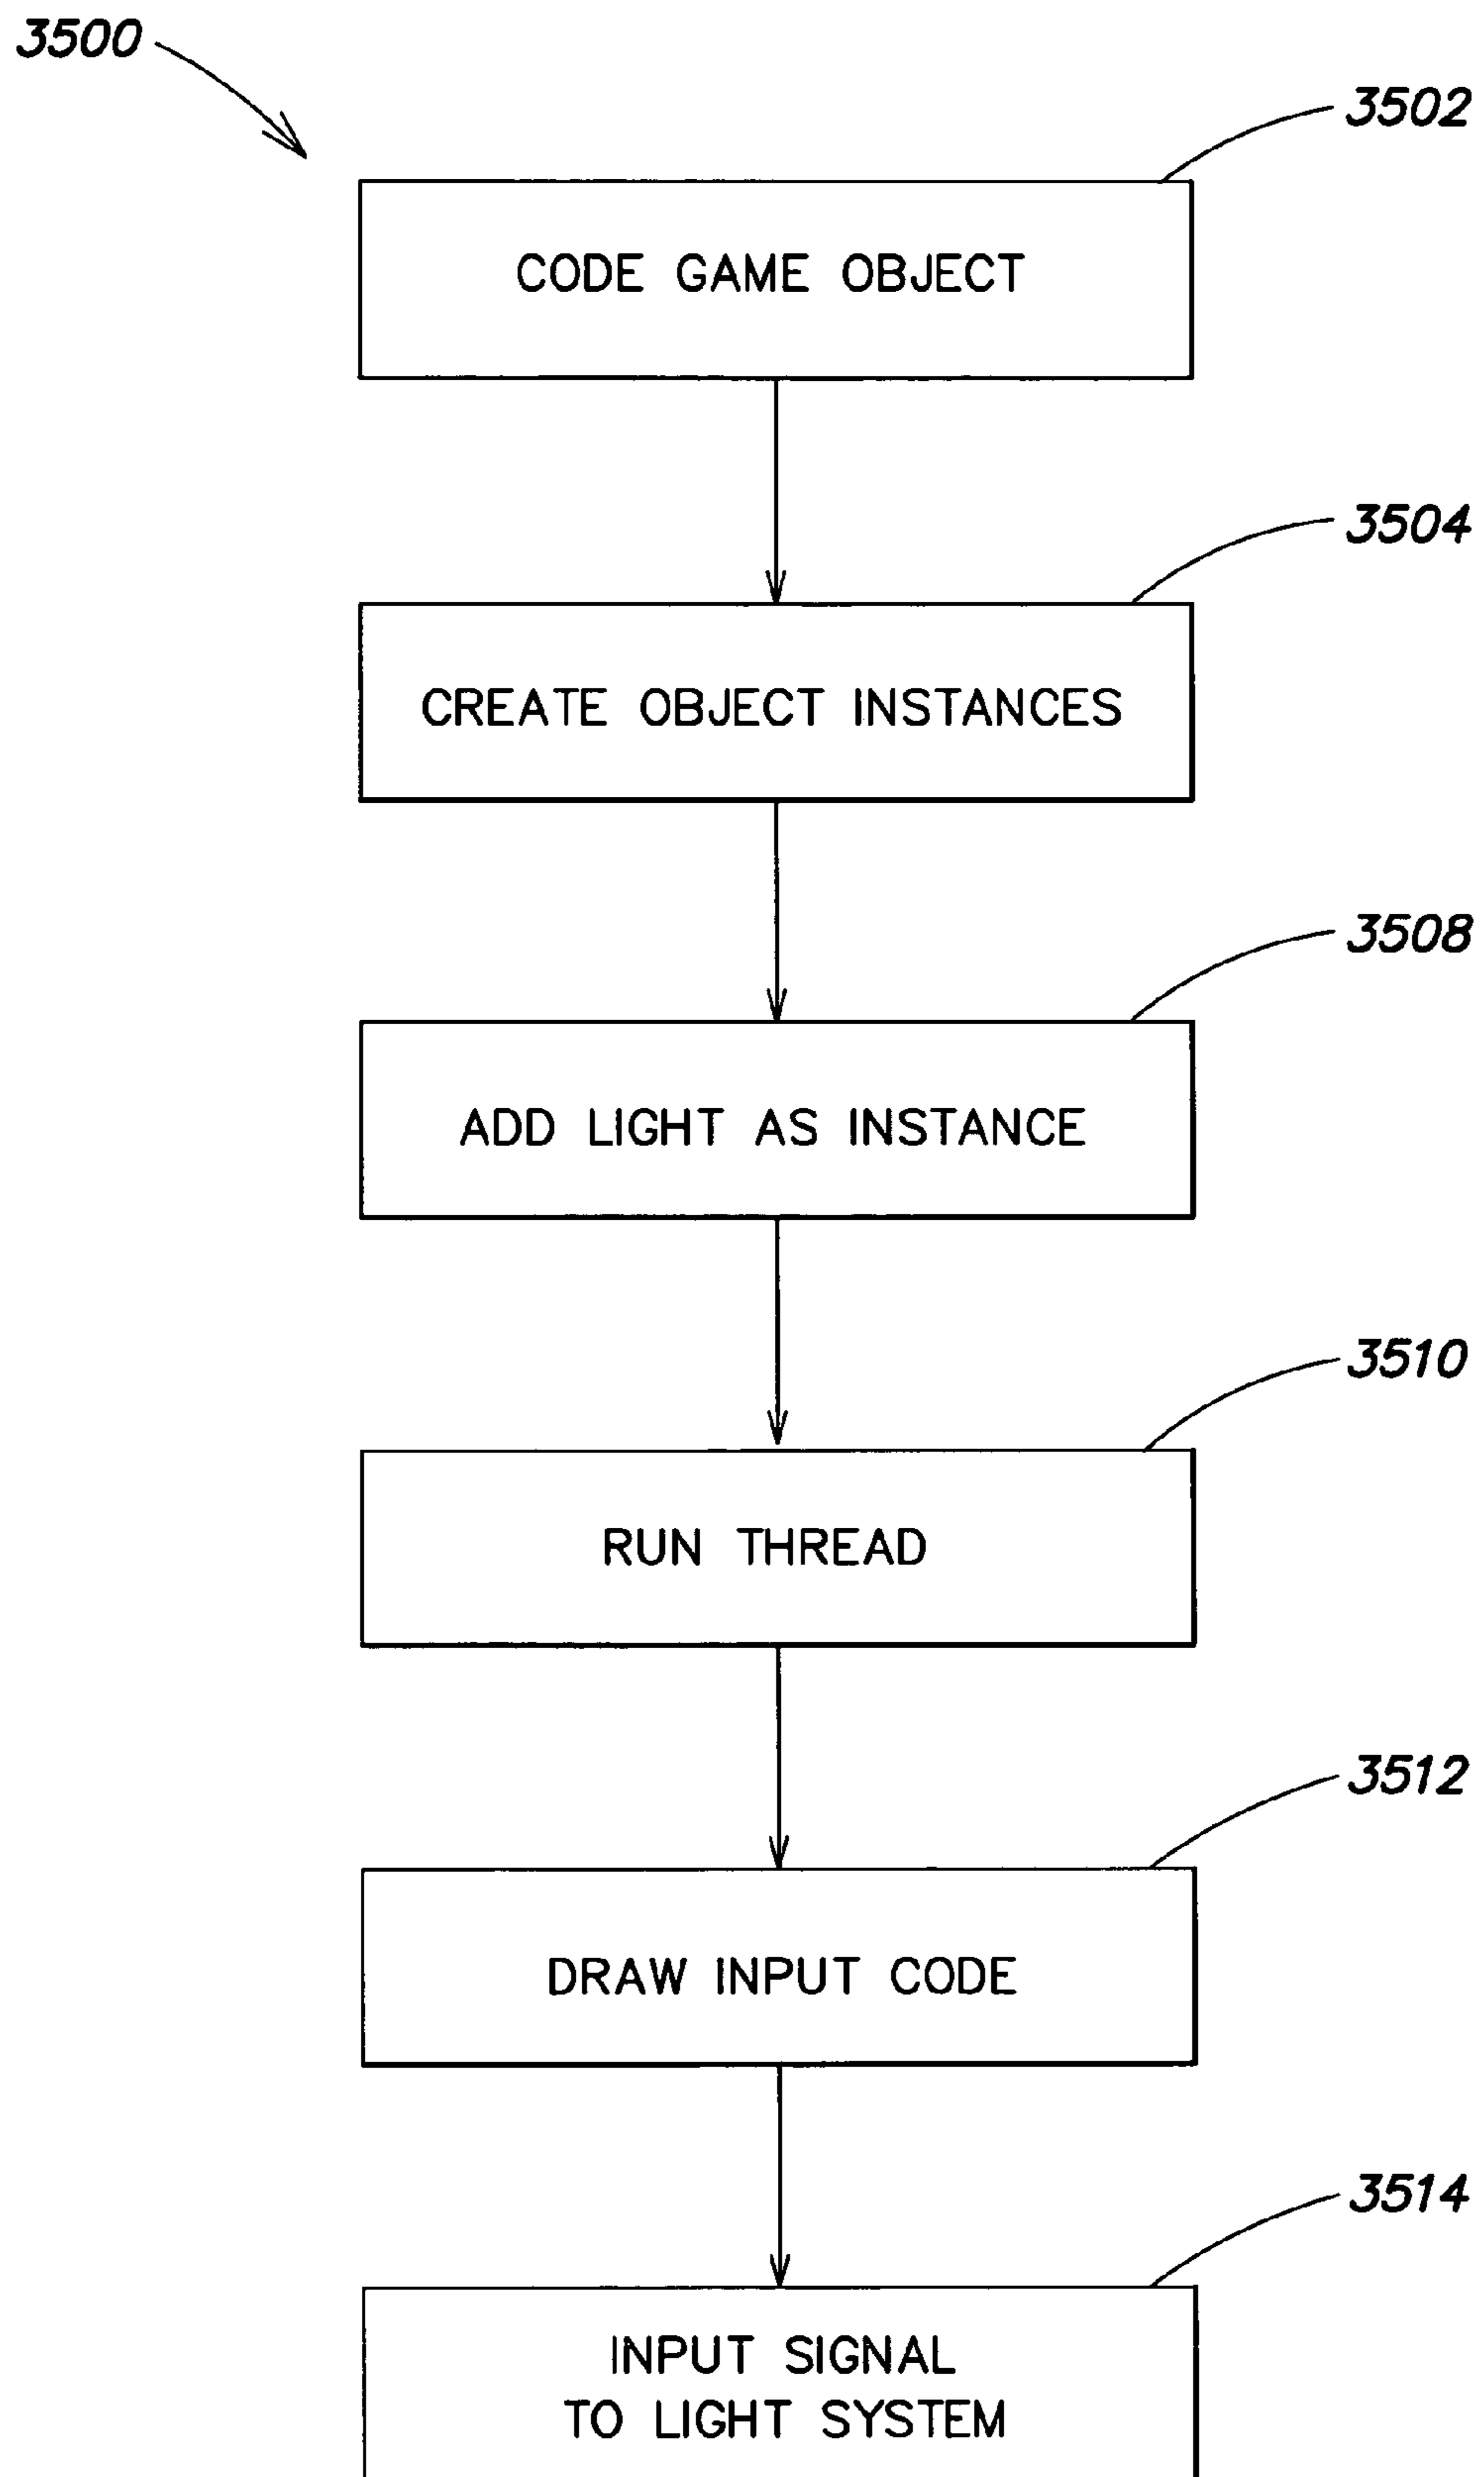 3500
3502
CODE GAME OBJECT
3504
CREATE OBJECT INSTANCES
3508
ADD LIGHT AS INSTANCE
3510
RUN THREAD
3512
DRAW INPUT CODE
3514
INPUT SIGNAL
TO LIGHT SYSTEM